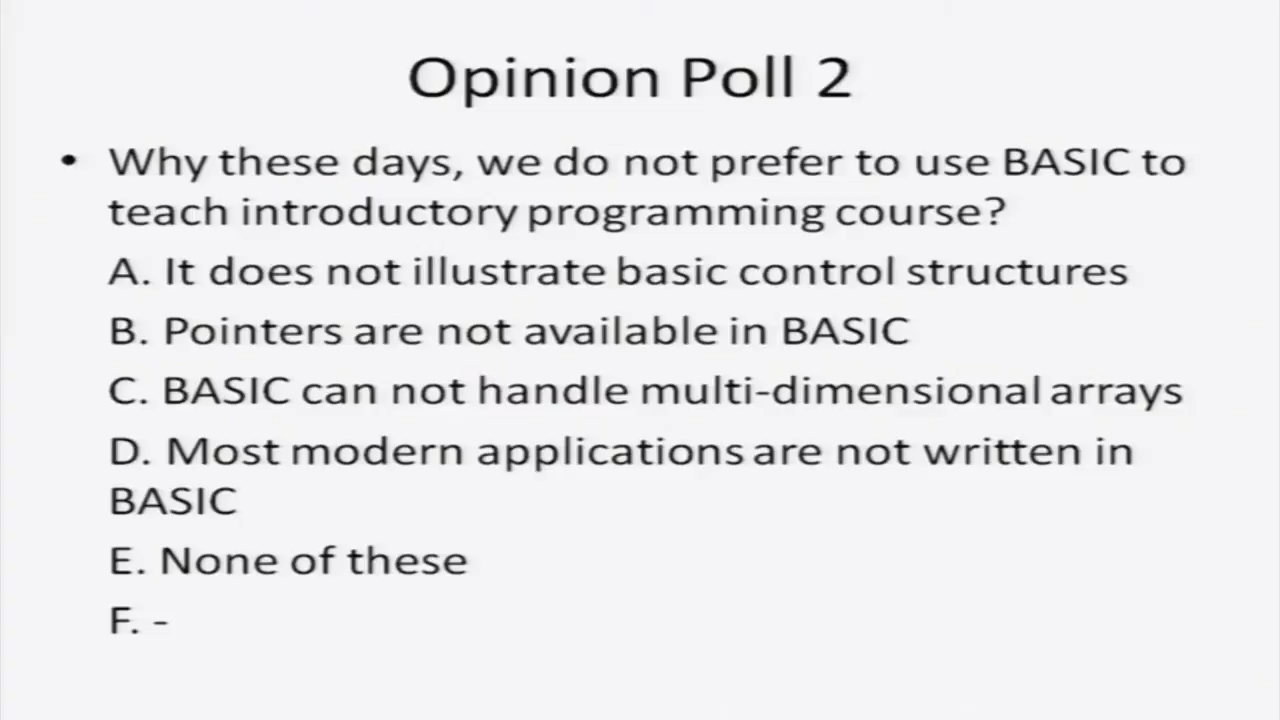 Opinion Poll 2
• Why these days, we do not prefer to use BASIC to
teach introductory programming course?
A. It does not illustrate basic control structures
B. Pointers are not available in BASIC
C. BASIC can not handle multi-dimensional arrays
D. Most modern applications are not written in
BASIC
E. None of these
F. -